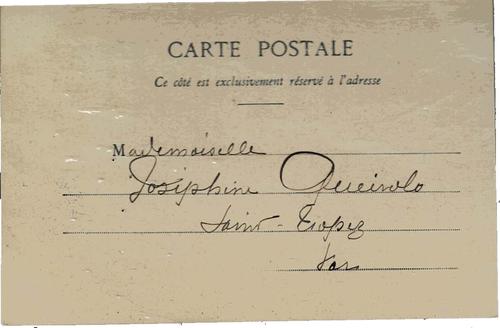 CARTE POSTALE
Ce côté est exclusivement réservé à l'adresse
Mademoiselle
Joséphine Queirolo
Saint-Tropez
Var